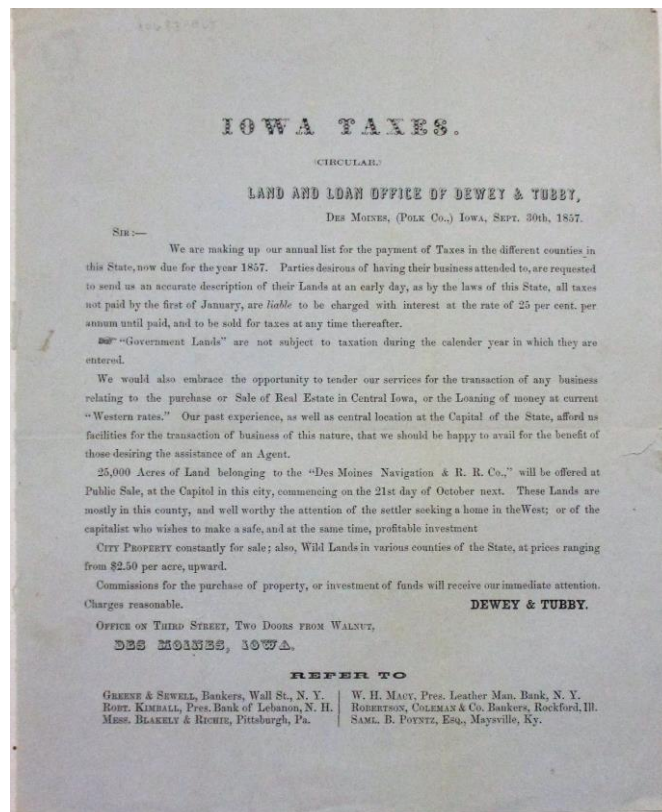 IOWA TAXES.
(CIRCULAR.)
LAND AND LOAN OFFICE OF DEWEY & TUBBY,
DES MOINES, (POLK CO.,) IOWA, SEPT. 30th, 1857.
SIR:—
We are making up our annual list for the payment of Taxes in the different counties in
this State, now due for the year 1857. Parties desirous of having their business attended to, are requested
to send us an accurate description of their Lands at an early day, as by the laws of this State, all taxes
not paid by the first of January, are liable to be charged with interest at the rate of 25 per cent. per
annum until paid, and to be sold for taxes at any time thereafter.
☞ "Government Lands" are not subject to taxation during the calender year in which they are
entered.
We would also embrace the opportunity to tender our services for the transaction of any business
relating to the purchase or Sale of Real Estate in Central Iowa, or the Loaning of money at current
"Western rates." Our past experience, as well as central location at the Capital of the State, afford us
facilities for the transaction of business of this nature, that we should be happy to avail for the benefit of
those desiring the assistance of an Agent.
25,000 Acres of Land belonging to the "Des Moines Navigation & R. R. Co.," will be offered at
Public Sale, at the Capitol in this city, commencing on the 21st day of October next. These Lands are
mostly in this county, and well worthy the attention of the settler seeking a home in theWest; or of the
capitalist who wishes to make a safe, and at the same time, profitable investment
CITY PROPERTY constantly for sale; also, Wild Lands in various counties of the State, at prices ranging
from $2.50 per acre, upward.
Commissions for the purchase of property, or investment of funds will receive our immediate attention.
Charges reasonable. DEWEY & TUBBY.
OFFICE ON THIRD STREET, TWO DOORS FROM WALNUT,
DES MOINES, IOWA.
REFER TO
GREENE & SEWELL, Bankers, Wall St., N. Y.
ROBT. KIMBALL, Pres. Bank of Lebanon, N. H.
MESS. BLAKELY & RICHIE, Pittsburgh, Pa.
W. H. MACY, Pres. Leather Man. Bank, N. Y.
ROBERTSON, COLEMAN & Co. Bankers, Rockford, Ill.
SAML. B. POYNTZ, Esq., Maysville, Ky.